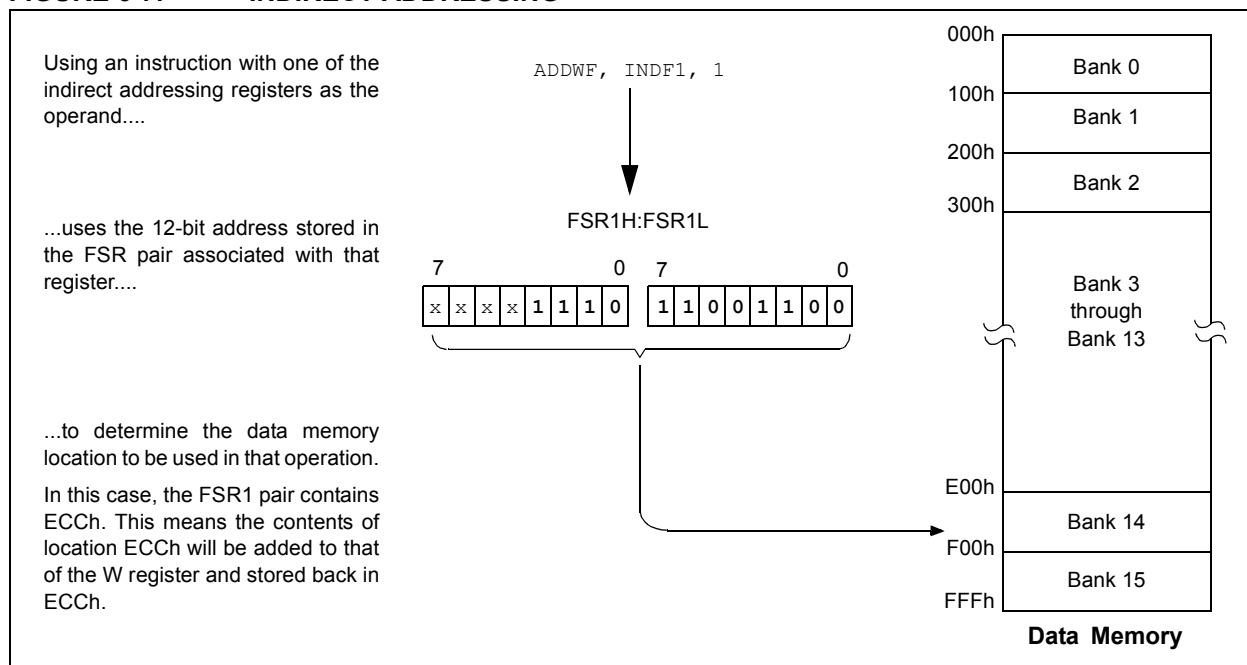 Using an instruction with one of the
indirect addressing registers as the
operand....
ADDWF, INDF1, 1
...uses the 12-bit address stored in
the FSR pair associated with that
register....
FSR1H:FSR1L
7 0 7 0
x x x x 1 1 1 0 1 1 0 0 1 1 0 0
...to determine the data memory
location to be used in that operation.
In this case, the FSR1 pair contains
ECCh. This means the contents of
location ECCh will be added to that
of the W register and stored back in
ECCh.
000h
Bank 0
100h
Bank 1
200h
Bank 2
300h
Bank 3
through
Bank 13
E00h
Bank 14
F00h
Bank 15
FFFh
Data Memory